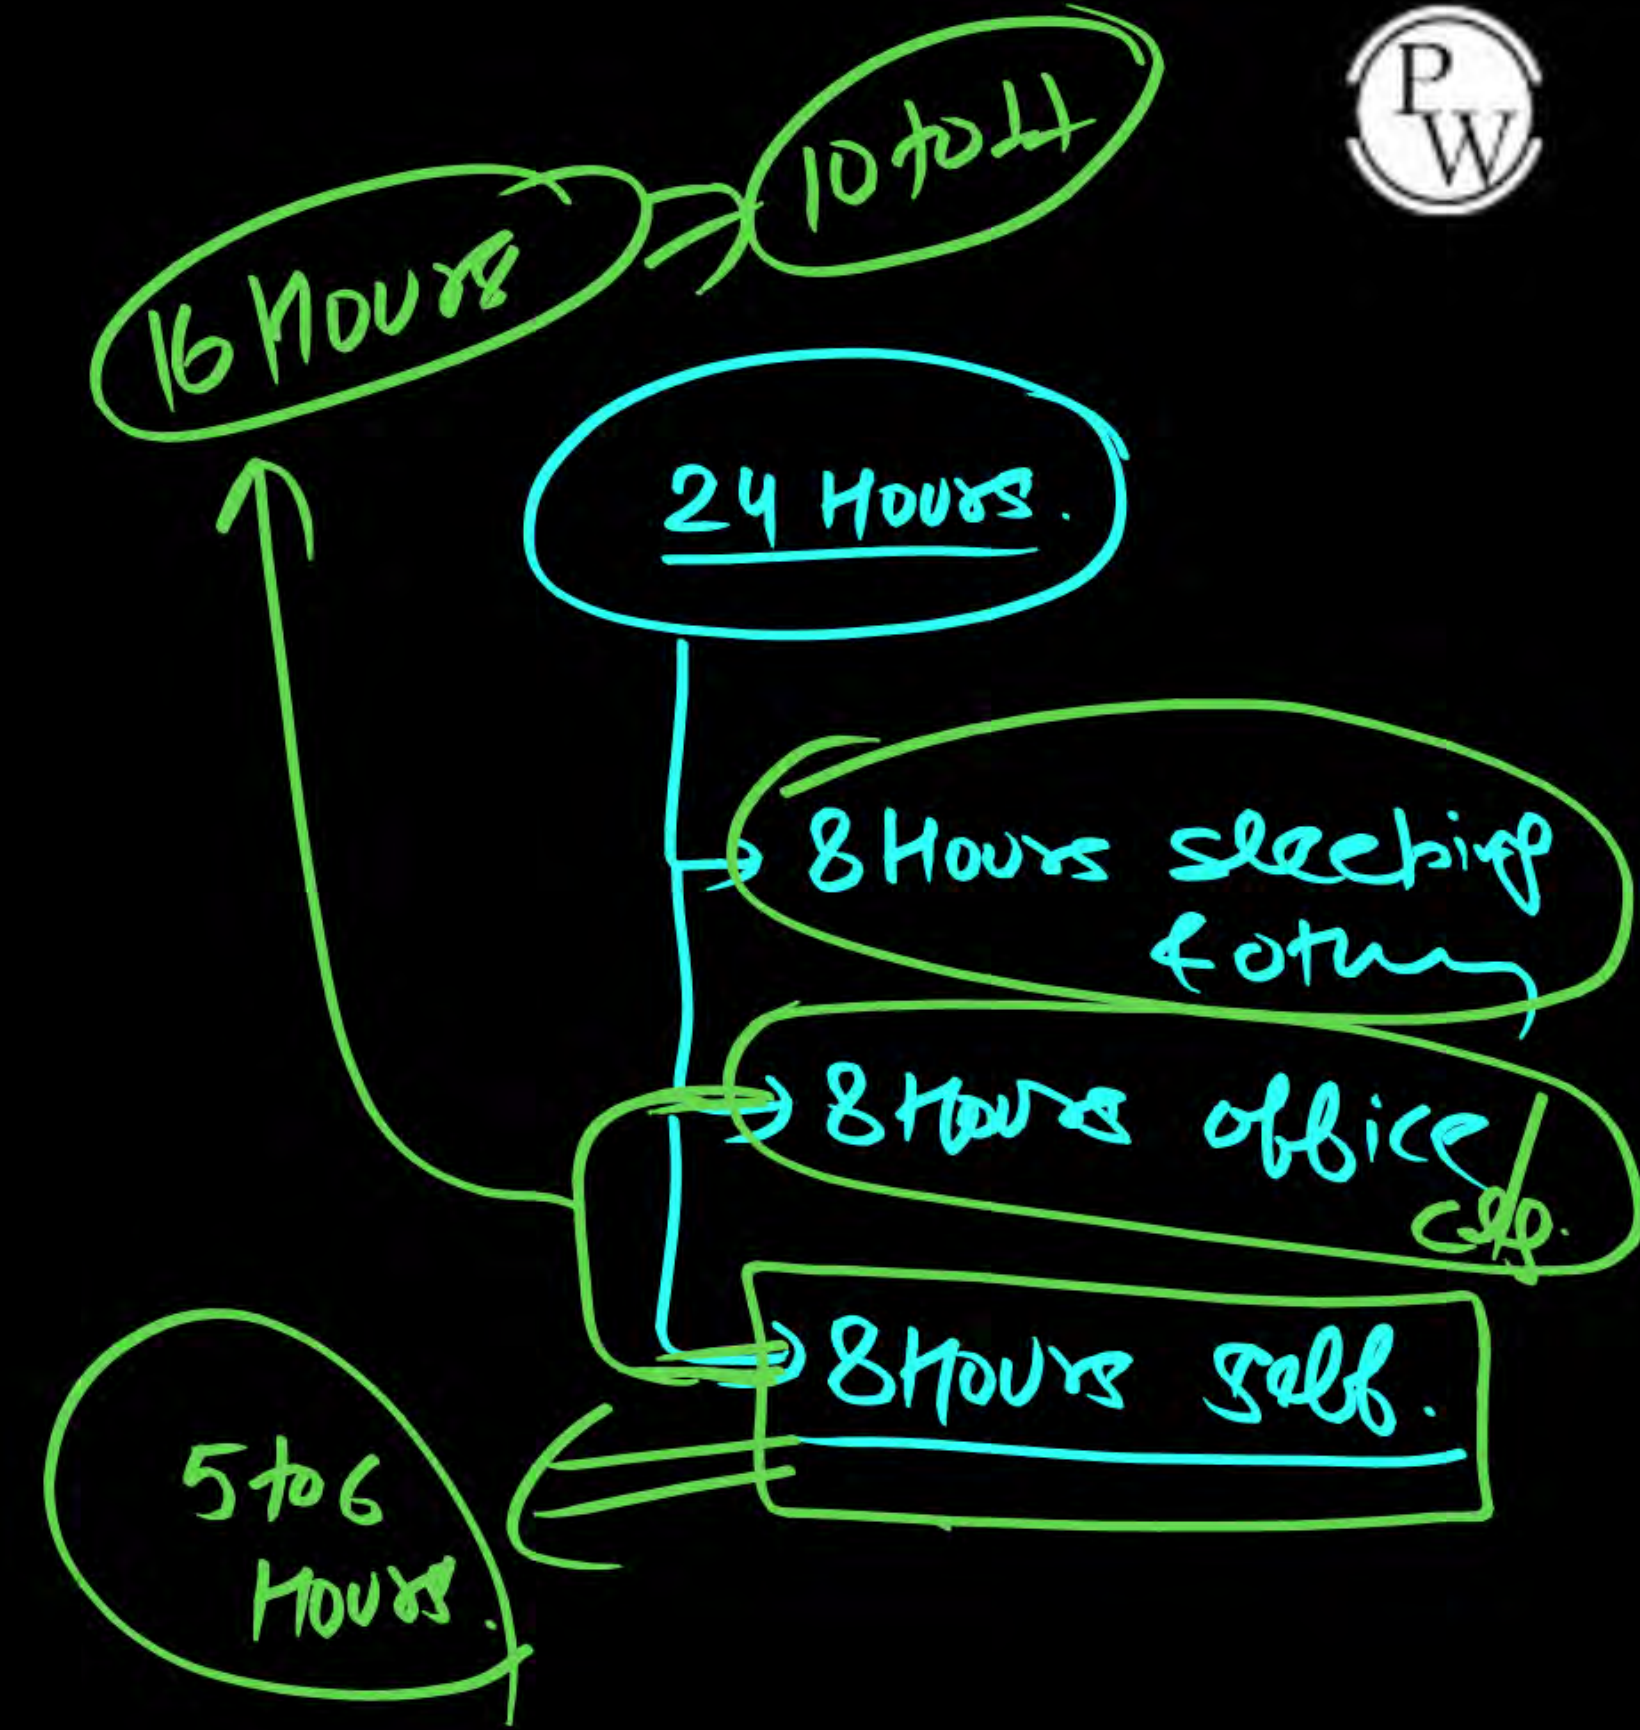 PW
10 to 11
16 Hours
24 Hours.
8 Hours sleeping
& other
8 Hours office
8 Hours self.
5 to 6
Hours.